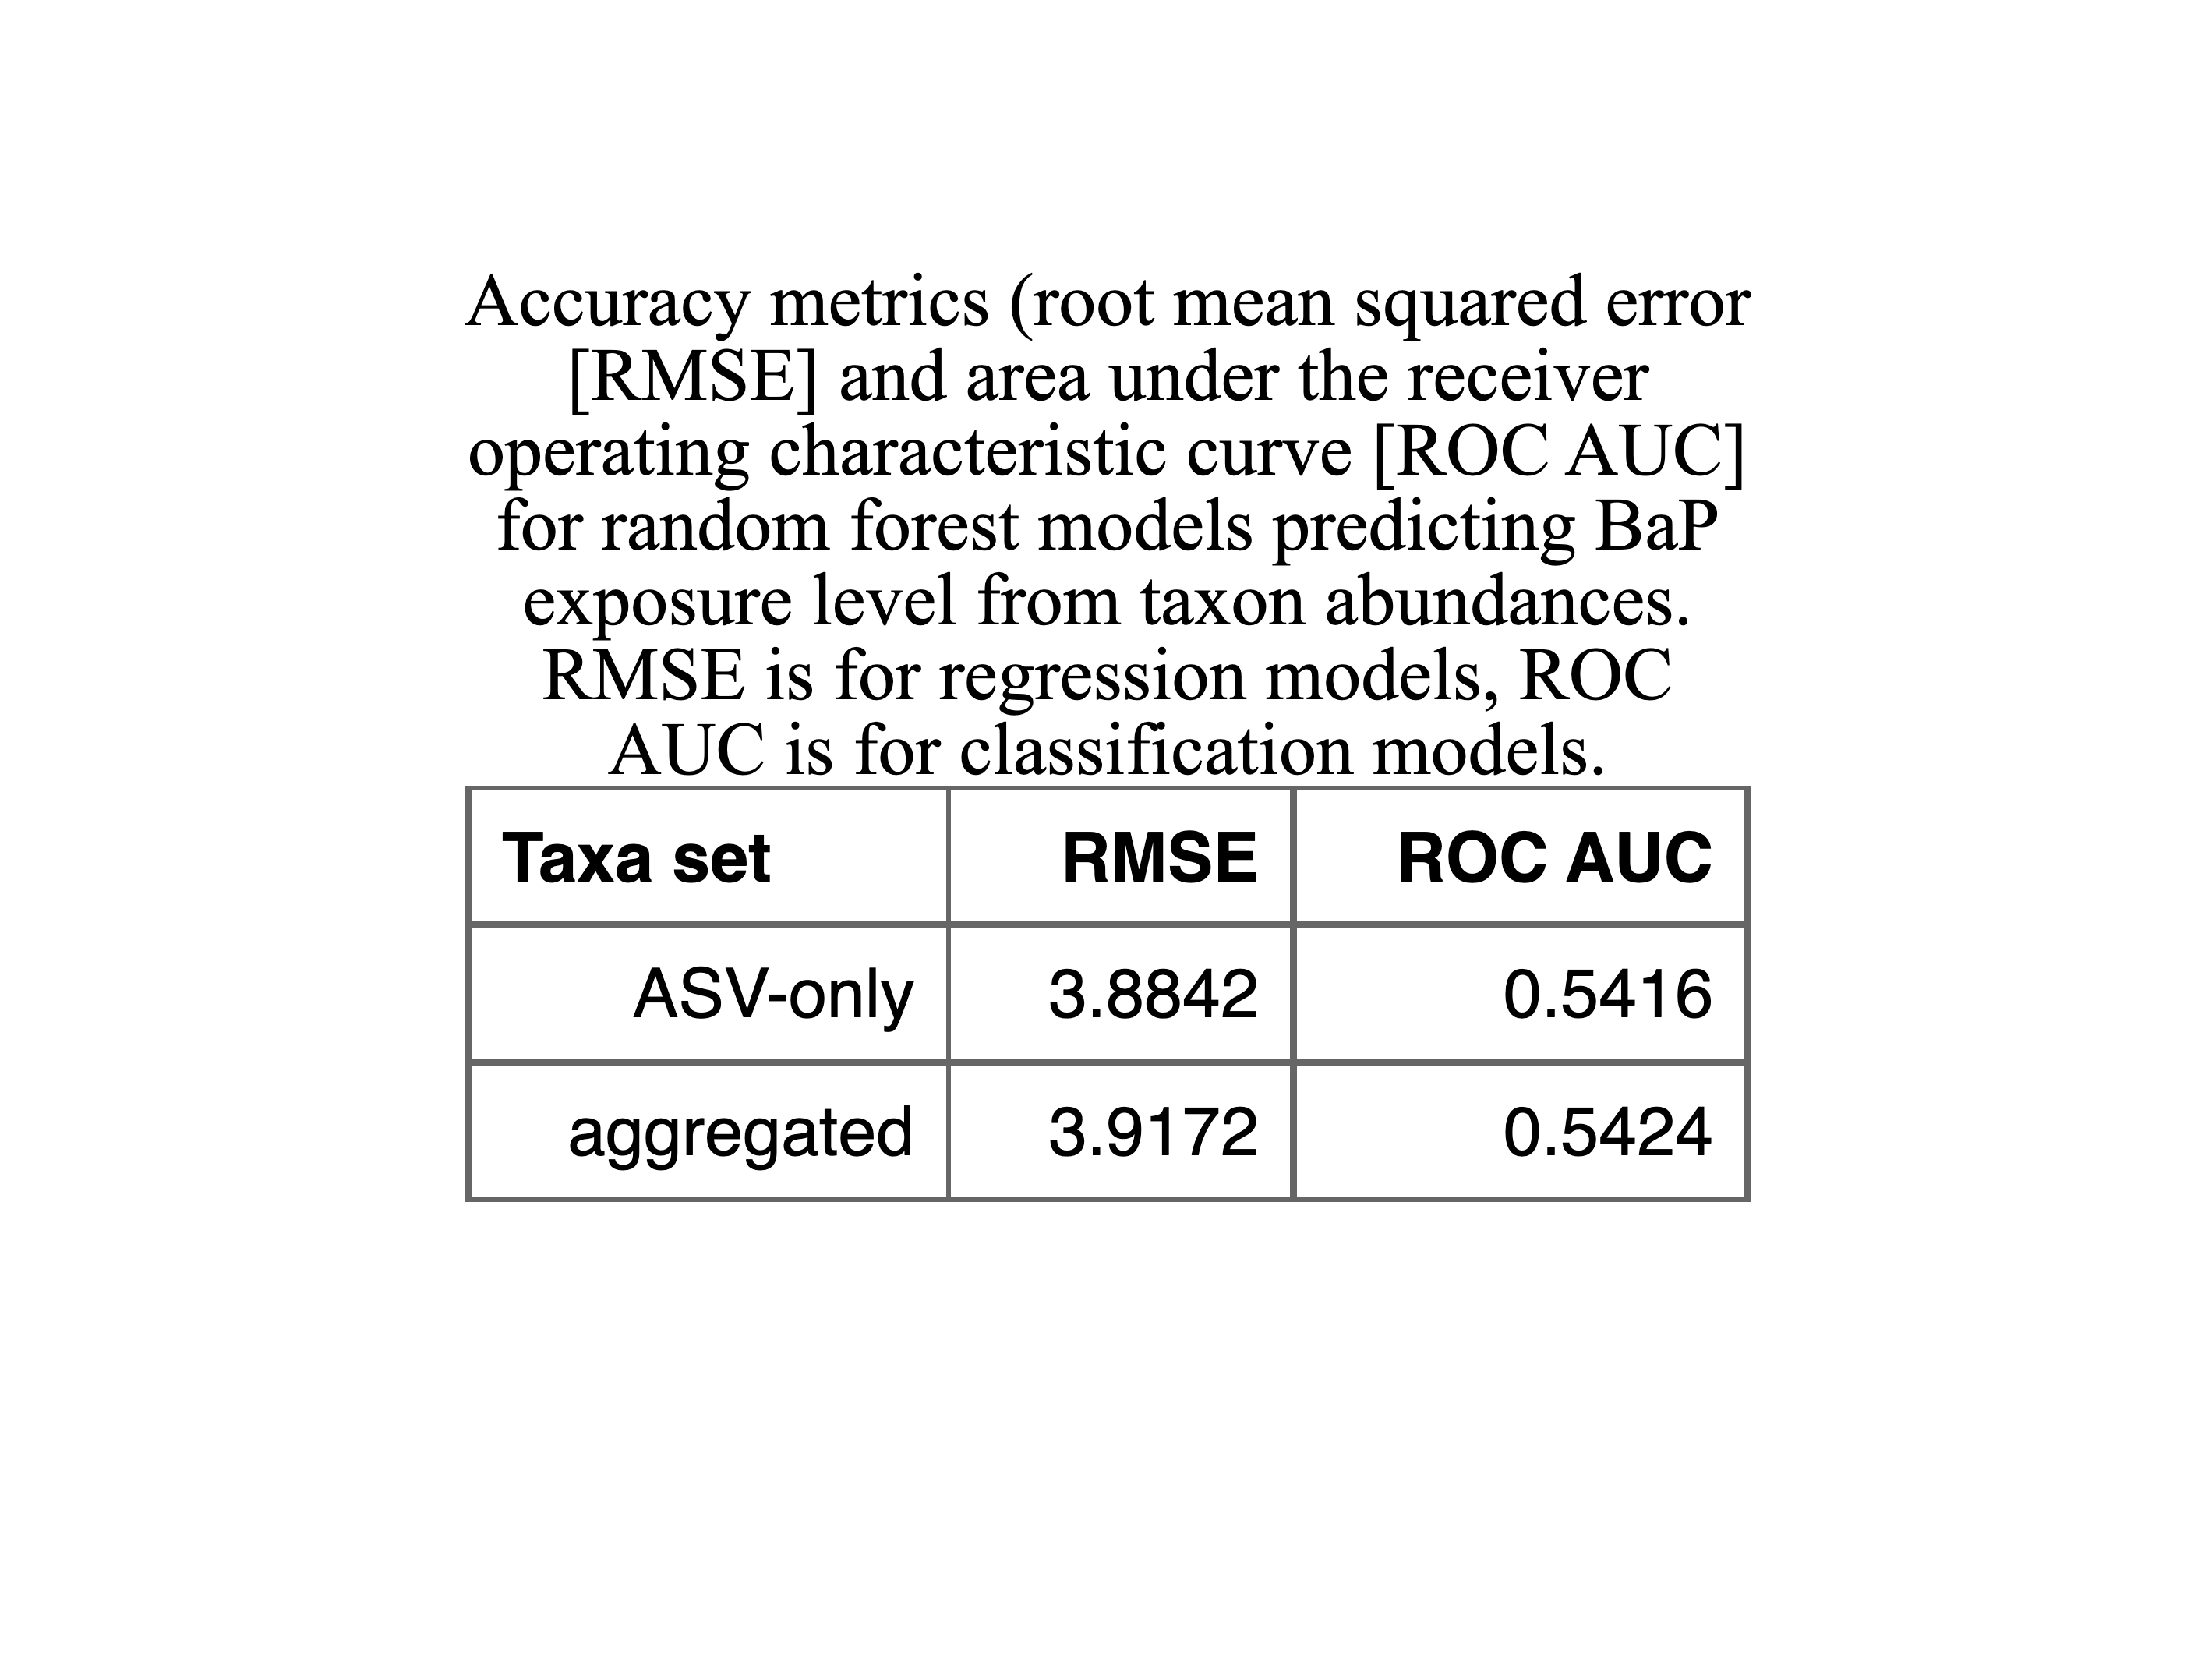 Accuracy metrics (root mean squared error
[RMSE] and area under the receiver
operating characteristic curve [ROC AUC]
for random forest models predicting BaP
exposure level from taxon abundances.
RMSE is for regression models, ROC
AUC is for classification models.
Taxa set RMSE ROC AUC
ASV-only 3.8842 0.5416
aggregated 3.9172 0.5424